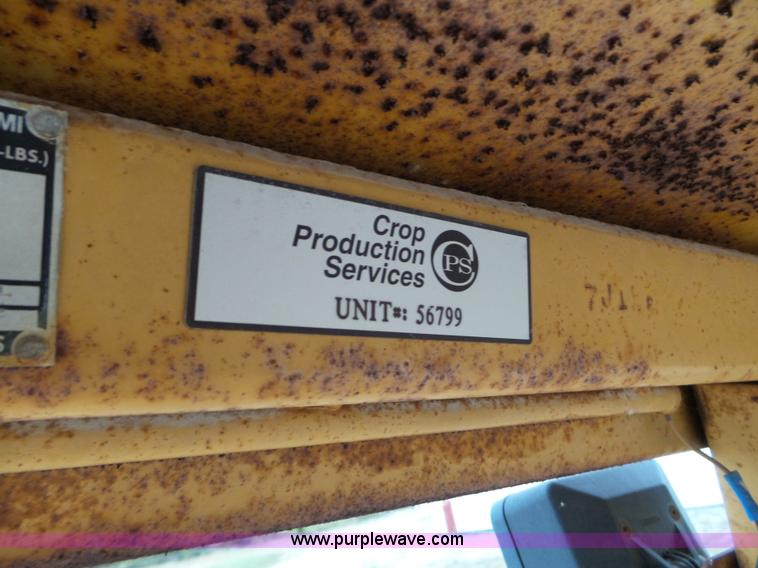 MI
-LBS.)
S
Crop
Production
Services
CPS
UNIT#: 56799
www.purplewave.com